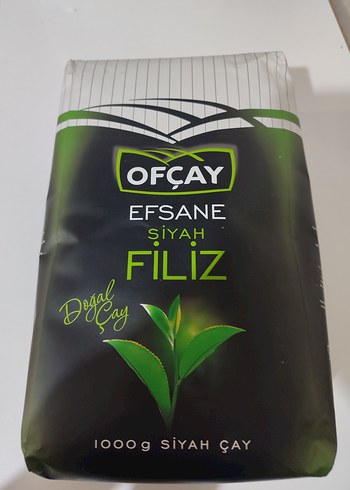 OFÇAY
EFSANE
SİYAH
FİLİZ
Doğal
Çay
1000g SİYAH ÇAY